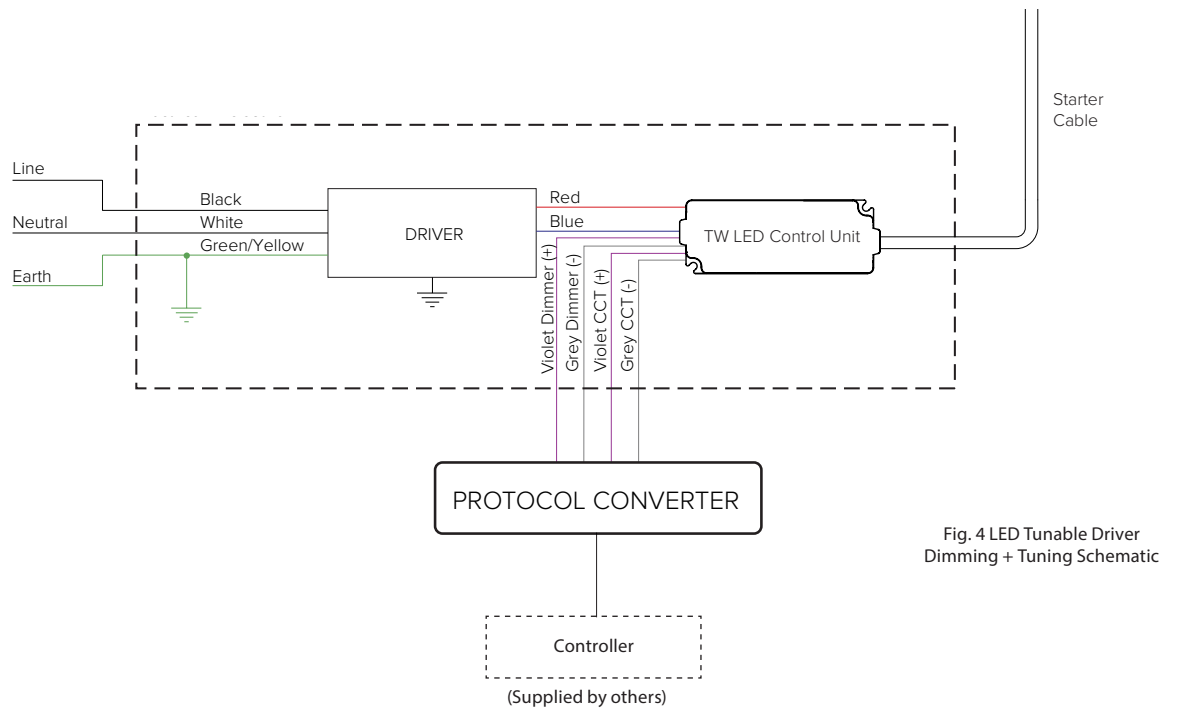 Starter
Cable
Line
Black
Red
Neutral
White
Blue
DRIVER
TW LED Control Unit
Green/Yellow
Earth
Violet Dimmer (+)
Grey Dimmer (-)
Violet CCT (+)
Grey CCT (-)
PROTOCOL CONVERTER
Fig. 4 LED Tunable Driver
Dimming + Tuning Schematic
Controller
(Supplied by others)